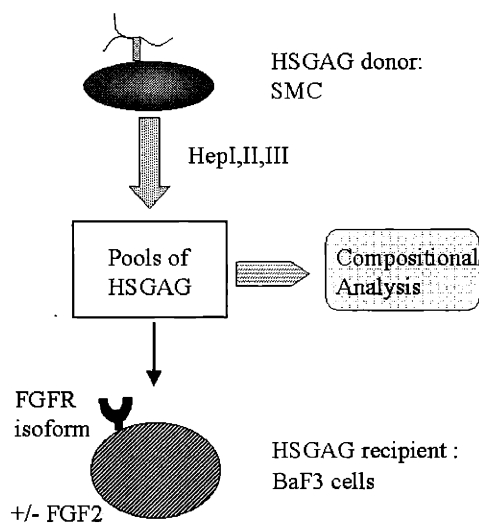 HSGAG donor:
SMC
HepI,II,III
Pools of
HSGAG
Compositional
Analysis
FGFR
isoform
+/- FGF2
HSGAG recipient :
BaF3 cells